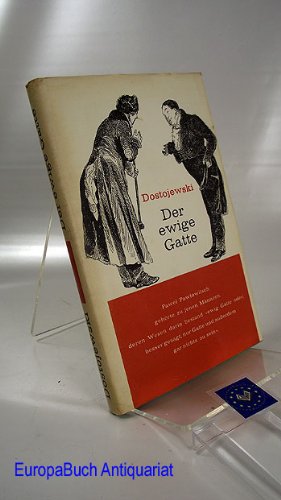 Dostojewski
Der
ewige
Gatte
Pawel Pawlowitsch
gehörte zu jenen Männern,
deren Wesen darin bestand »ewig Gatte« oder,
besser gesagt, nur Gatte und außerdem
gar nichts zu sein.
EuropaBuch Antiquariat